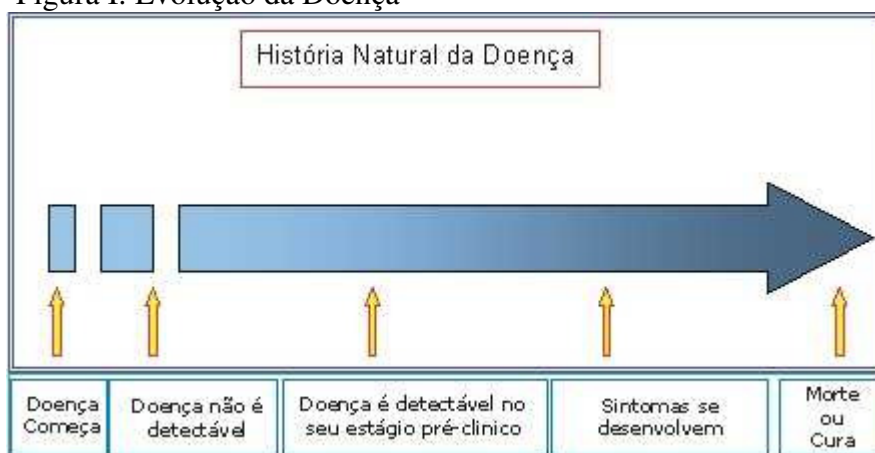 Figura I: Evolução da Doença
História Natural da Doença
Doença
Começa
Doença não é
detectável
Doença é detectável no
seu estágio pré-clinico
Sintomas se
desenvolvem
Morte
ou
Cura